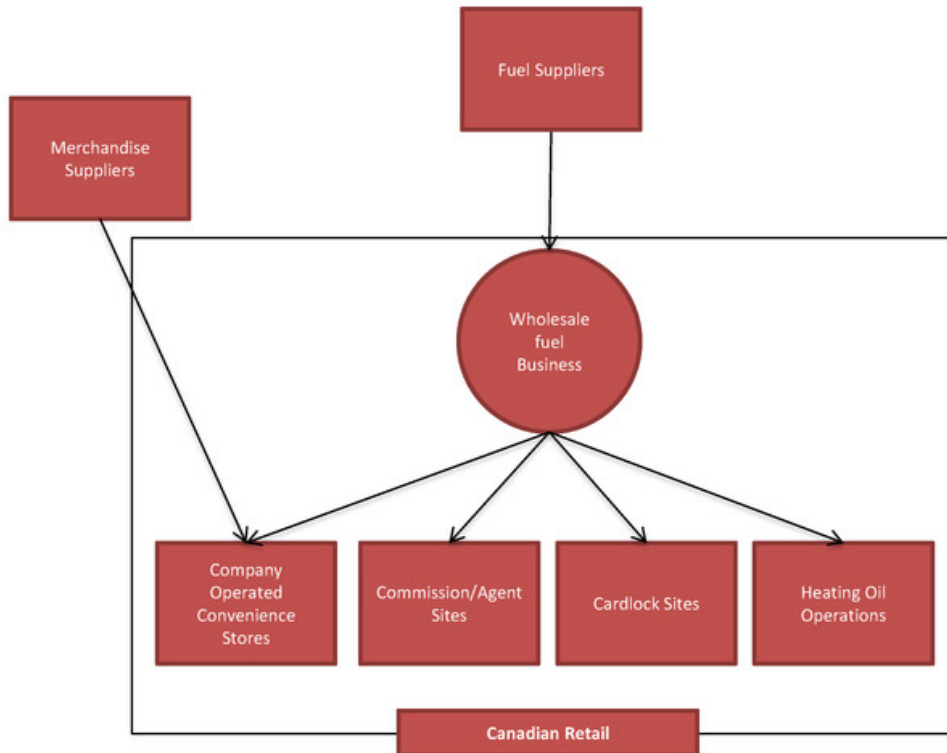 Fuel Suppliers
Merchandise
Suppliers
Wholesale
fuel
Business
Company
Operated
Convenience
Stores
Commission/Agent
Sites
Cardlock Sites
Heating Oil
Operations
Canadian Retail